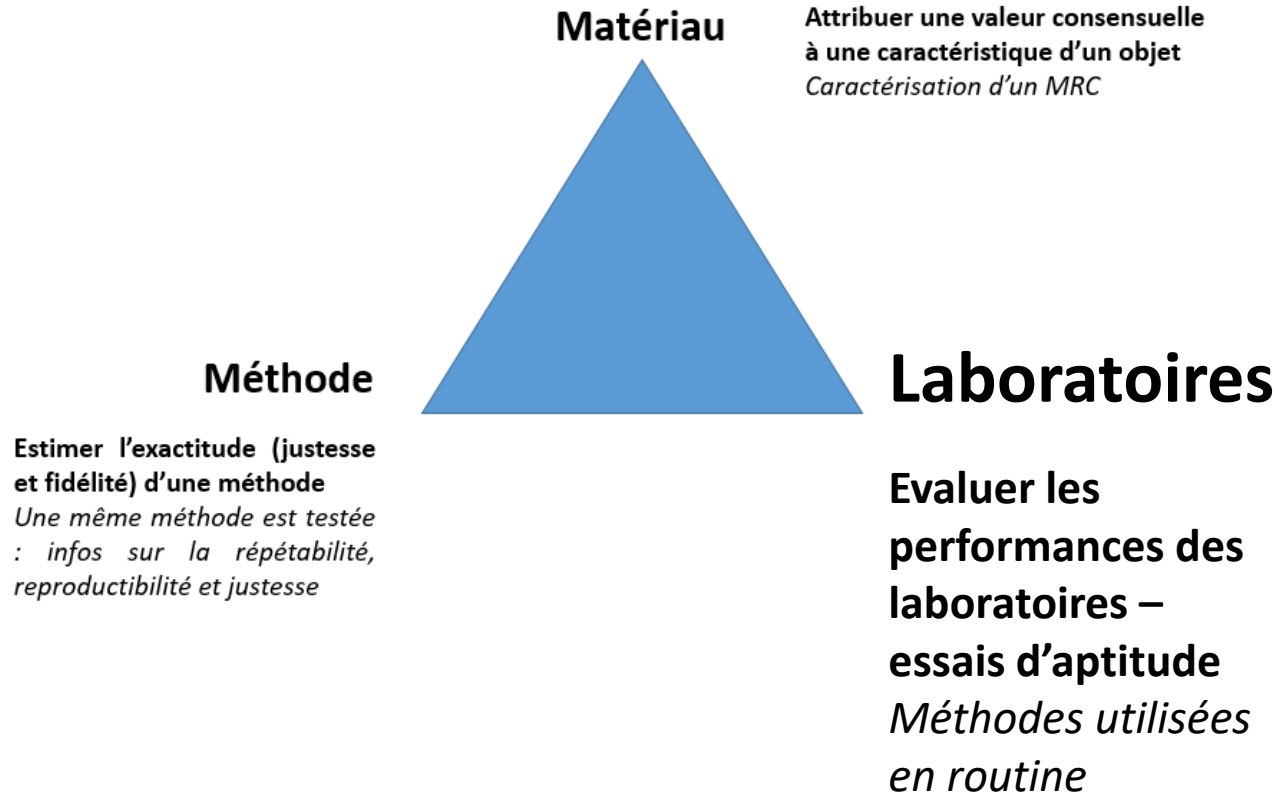 Matériau
Attribuer une valeur consensuelle
à une caractéristique d’un objet
Caractérisation d’un MRC
Méthode
Estimer l’exactitude (justesse
et fidélité) d’une méthode
Une même méthode est testée
: infos sur la répétabilité,
reproductibilité et justesse
Laboratoires
Evaluer les
performances des
laboratoires –
essais d’aptitude
Méthodes utilisées
en routine